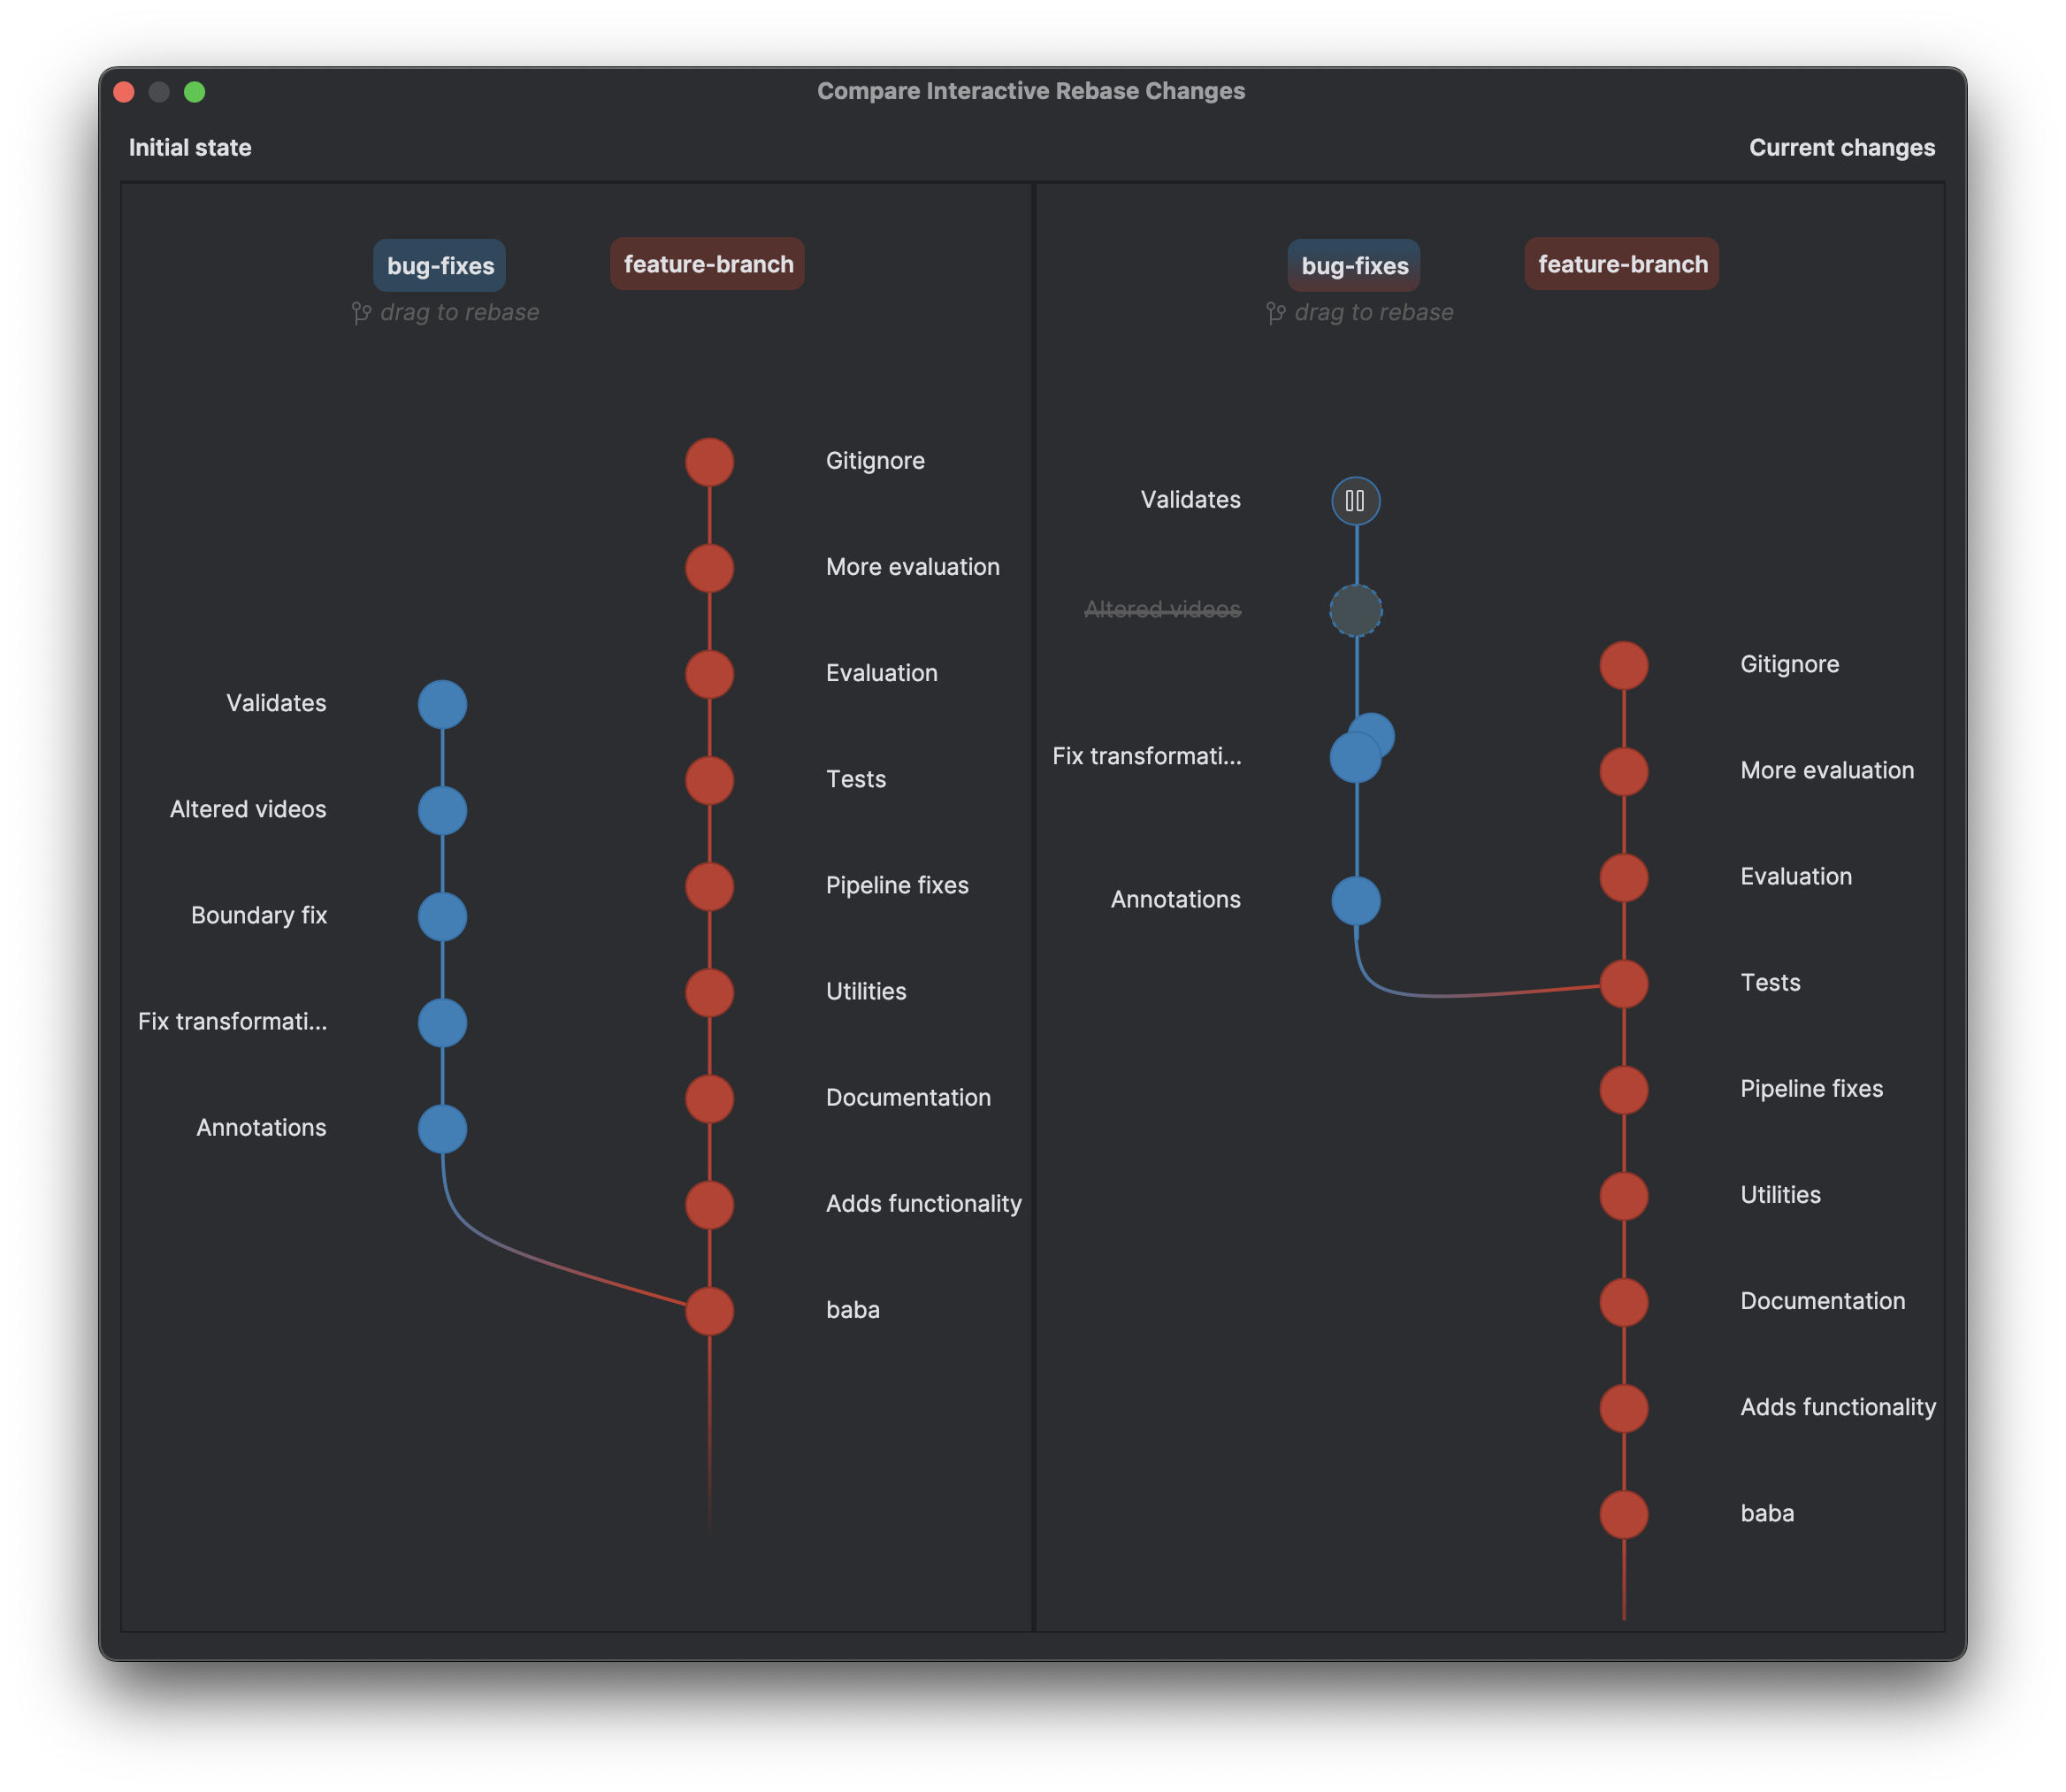 Compare Interactive Rebase Changes
Initial state
Current changes
bug-fixes
feature-branch
drag to rebase
Gitignore
More evaluation
Evaluation
Validates
Tests
Altered videos
Pipeline fixes
Boundary fix
Utilities
Fix transformati...
Documentation
Annotations
Adds functionality
baba
bug-fixes
feature-branch
drag to rebase
Validates
Altered videos
Gitignore
Fix transformati...
More evaluation
Evaluation
Annotations
Tests
Pipeline fixes
Utilities
Documentation
Adds functionality
baba